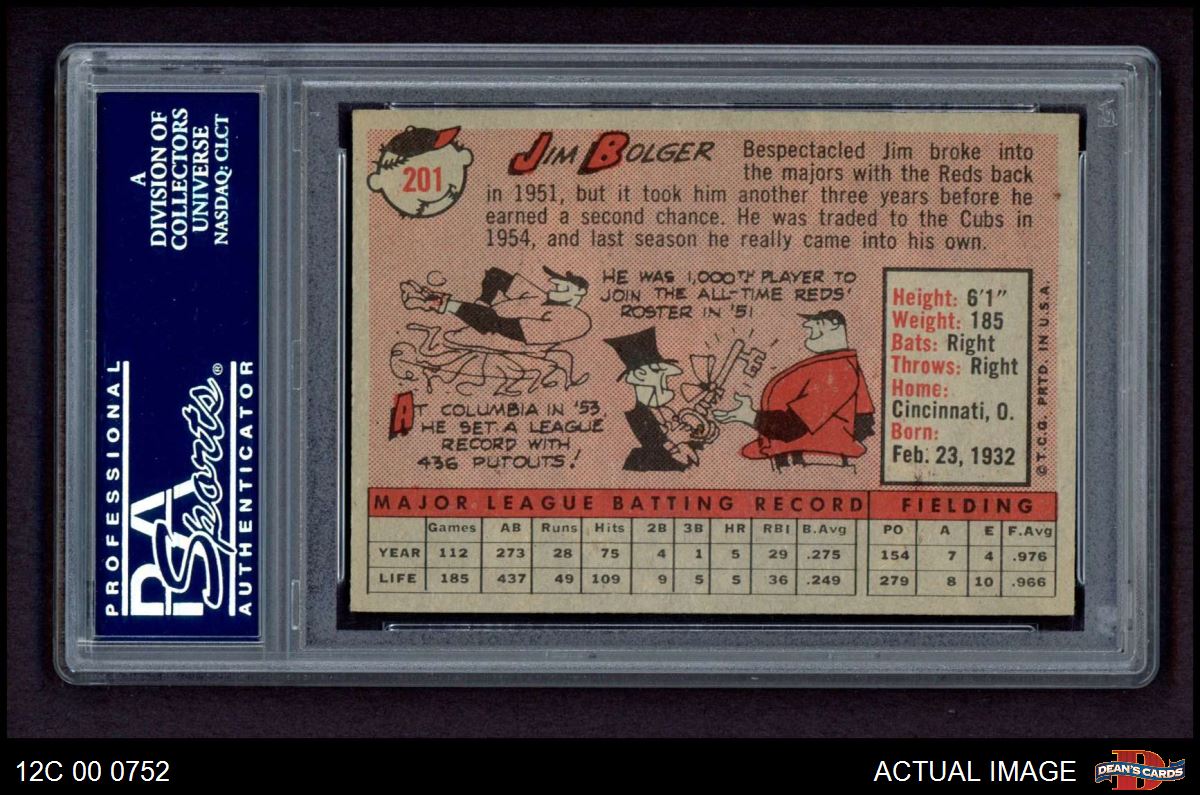 A
DIVISION OF
COLLECTORS
UNIVERSE
NASDAQ: CLCT
PROFESSIONAL
PSA
Sports®
AUTHENTICATOR
201
JIM BOLGER
Bespectacled Jim broke into
the majors with the Reds back
in 1951, but it took him another three years before he
earned a second chance. He was traded to the Cubs in
1954, and last season he really came into his own.
HE WAS 1,000TH PLAYER TO
JOIN THE ALL-TIME REDS'
ROSTER IN '51
AT COLUMBIA IN '53,
HE SET A LEAGUE
RECORD WITH
436 PUTOUTS!
Height: 6'1"
Weight: 185
Bats: Right
Throws: Right
Home:
Cincinnati, O.
Born:
Feb. 23, 1932
©T.C.G. PRTD. IN U.S.A.
MAJOR LEAGUE BATTING RECORD FIELDING
Games AB Runs Hits 2B 3B HR RBI B.Avg PO A E F.Avg
YEAR 112 273 28 75 4 1 5 29 .275 154 7 4 .976
LIFE 185 437 49 109 9 5 5 36 .249 279 8 10 .966
12C 00 0752
ACTUAL IMAGE
D
DEAN'S CARDS